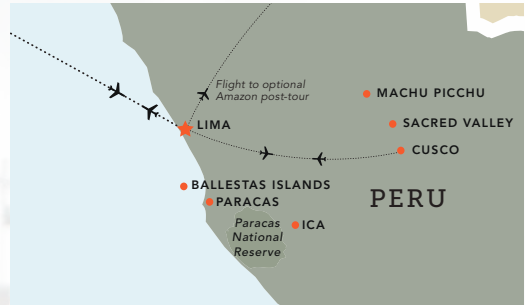 Flight to optional
Amazon post-tour
MACHU PICCHU
LIMA
SACRED VALLEY
CUSCO
BALLESTAS ISLANDS
PERU
PARACAS
Paracas
National
Reserve
ICA